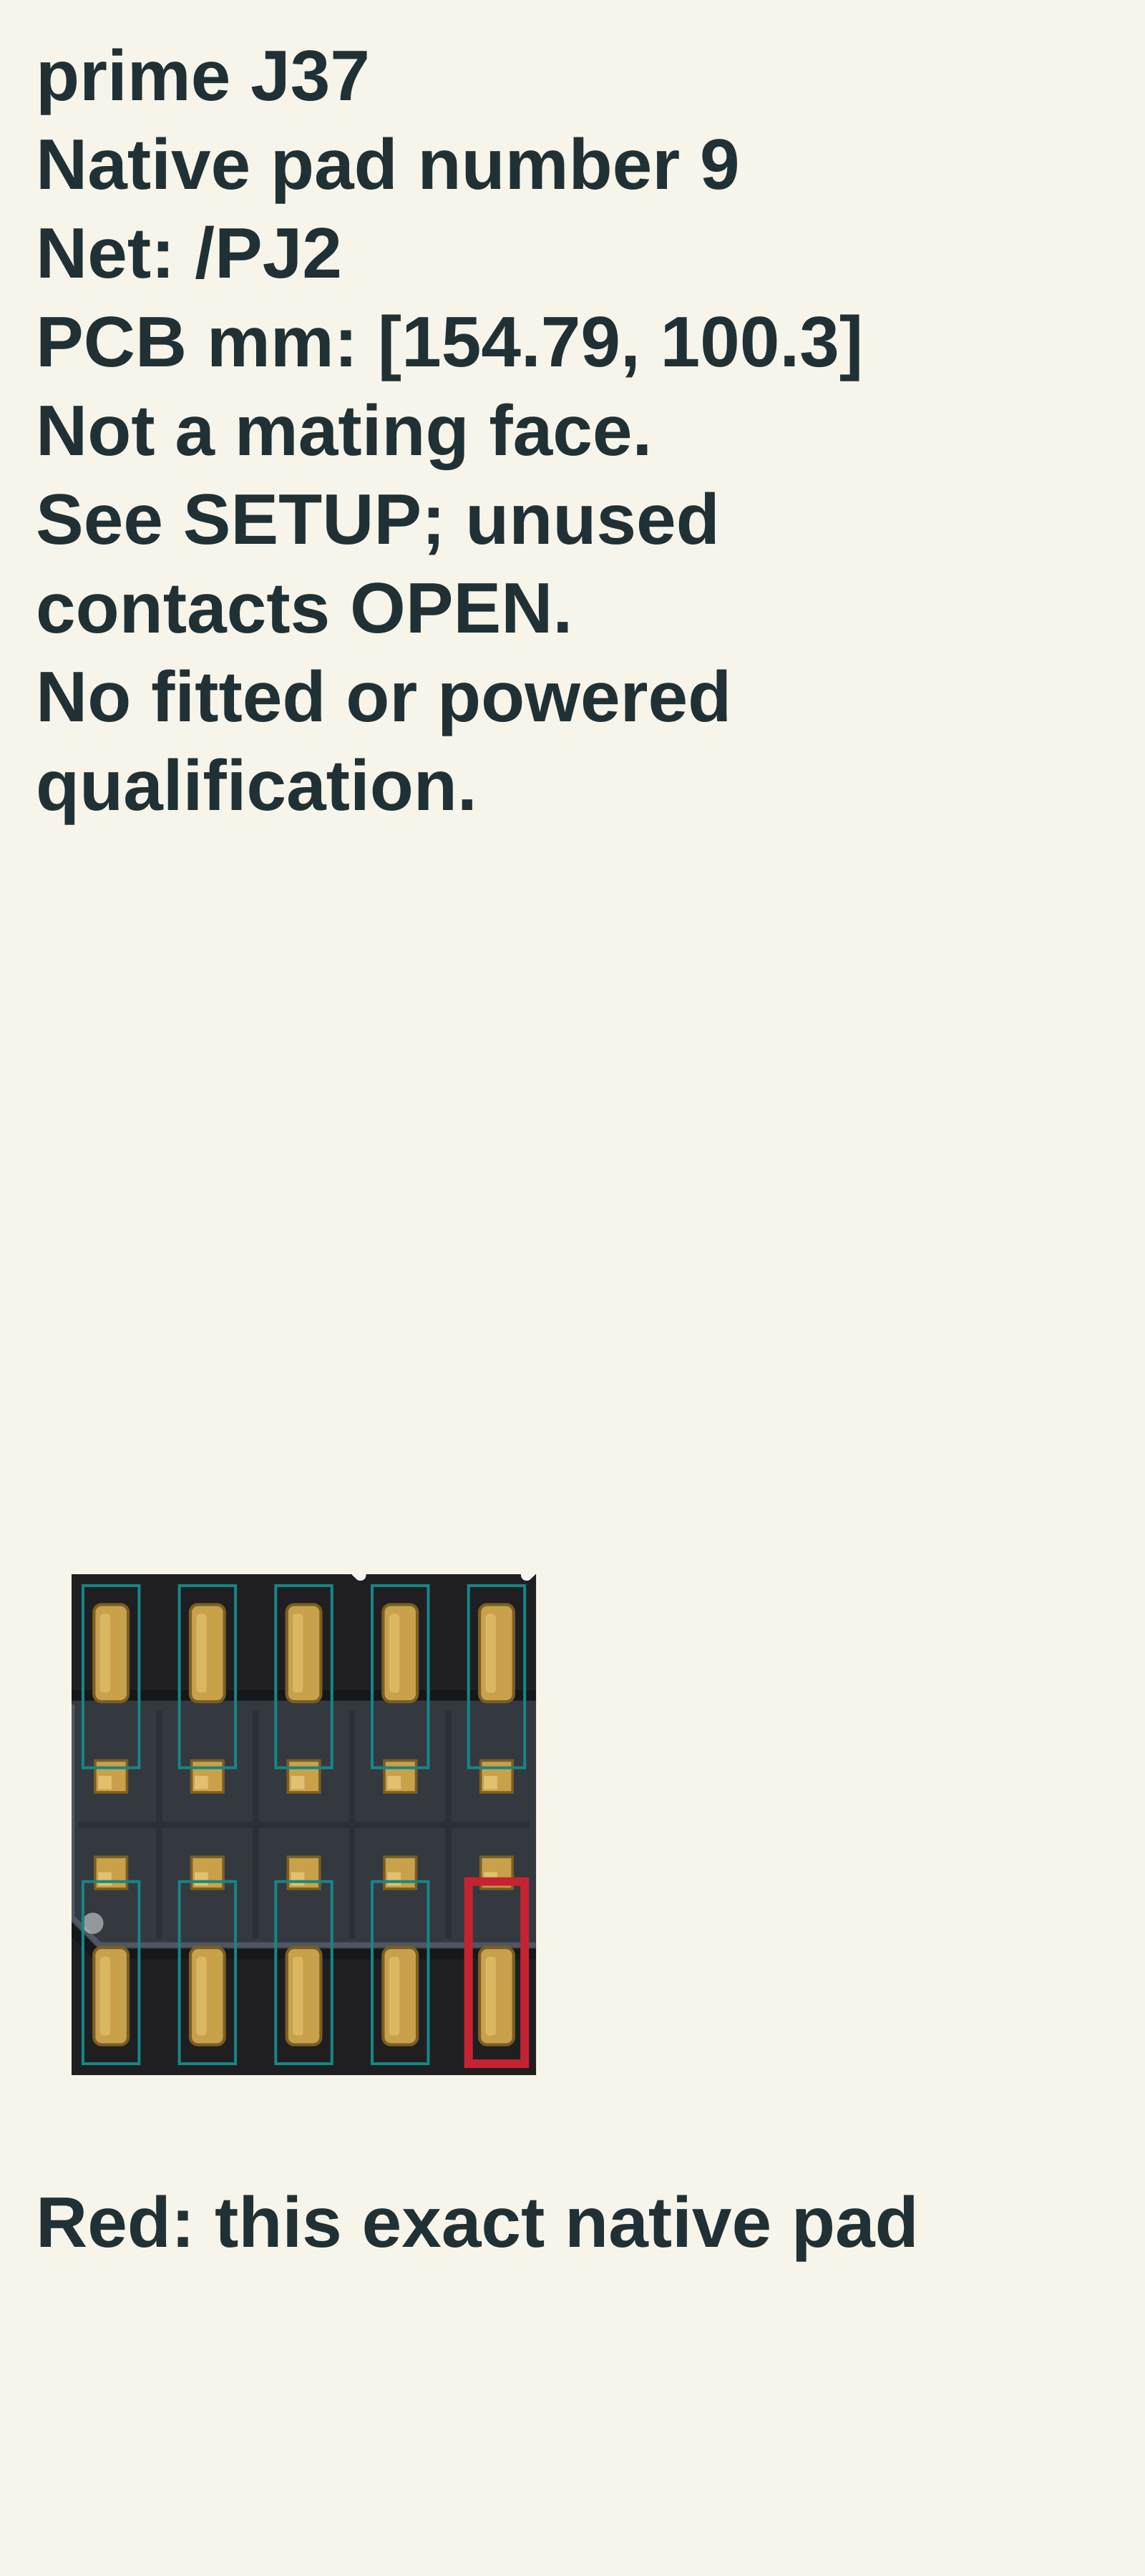 prime J37
Native pad number 9
Net: /PJ2
PCB mm: [154.79, 100.3]
Not a mating face.
See SETUP; unused
contacts OPEN.
No fitted or powered
qualification.
Red: this exact native pad